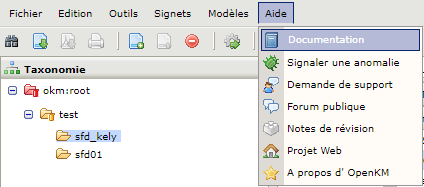 Fichier Edition Outils Signets Modèles Aide
Documentation
Signaler une anomalie
Demande de support
Forum publique
Notes de révision
Projet Web
A propos d' OpenKM
Taxonomie
okm:root
test
sfd_kely
sfd01